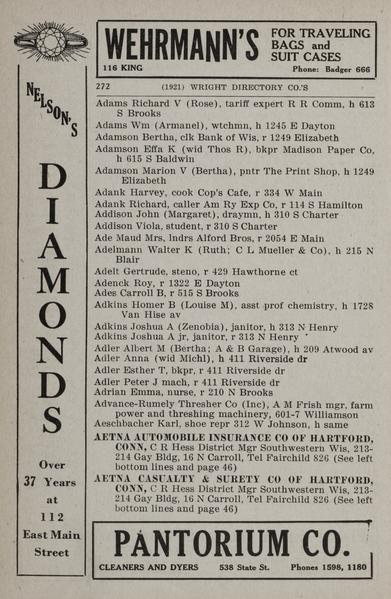 WEHRMANN'S
FOR TRAVELING
BAGS and
SUIT CASES
116 KING
Phone: Badger 666
NELSON'S
DIAMONDS
Over
37 Years
at
112
East Main
Street
272 (1921) WRIGHT DIRECTORY CO.'S
Adams Richard V (Rose), tariff expert R R Comm, h 613
S Brooks
Adams Wm (Armanel), wtchmn, h 1245 E Dayton
Adamson Bertha, clk Bank of Wis, r 1249 Elizabeth
Adamson Effa K (wid Thos R), bkpr Madison Paper Co,
h 615 S Baldwin
Adamson Marion V (Bertha), pntr The Print Shop, h 1249
Elizabeth
Adank Harvey, cook Cop's Cafe, r 334 W Main
Adank Richard, caller Am Ry Exp Co, r 114 S Hamilton
Addison John (Margaret), draymn, h 310 S Charter
Addison Viola, student, r 310 S Charter
Ade Maud Mrs, lndrs Alford Bros, r 2054 E Main
Adelmann Walter K (Ruth; C L Mueller & Co), h 215 N
Blair
Adelt Gertrude, steno, r 429 Hawthorne ct
Adenck Roy, r 1322 E Dayton
Ades Carroll B, r 515 S Brooks
Adkins Homer B (Louise M), asst prof chemistry, h 1728
Van Hise av
Adkins Joshua A (Zenobia), janitor, h 313 N Henry
Adkins Joshua A jr, janitor, r 313 N Henry
Adler Albert M (Bertha; A & B Garage), h 209 Atwood av
Adler Anna (wid Michl), h 411 Riverside dr
Adler Esther T, bkpr, r 411 Riverside dr
Adler Peter J mach, r 411 Riverside dr
Adrian Emma, nurse, r 210 N Brooks
Advance-Rumely Thresher Co (Inc), A M Frish mgr, farm
power and threshing machinery, 601-7 Williamson
Aeschbacher Karl, shoe repr 312 W Johnson, h same
AETNA AUTOMOBILE INSURANCE CO OF HARTFORD,
CONN, C R Hess District Mgr Southwestern Wis, 213-
214 Gay Bldg, 16 N Carroll, Tel Fairchild 826 (See left
bottom lines and page 46)
AETNA CASUALTY & SURETY CO OF HARTFORD,
CONN, C R Hess District Mgr Southwestern Wis, 213-
214 Gay Bldg, 16 N Carroll, Tel Fairchild 826 (See left
bottom lines and page 46)
PANTORIUM CO.
CLEANERS AND DYERS 538 State St. Phones 1598, 1180